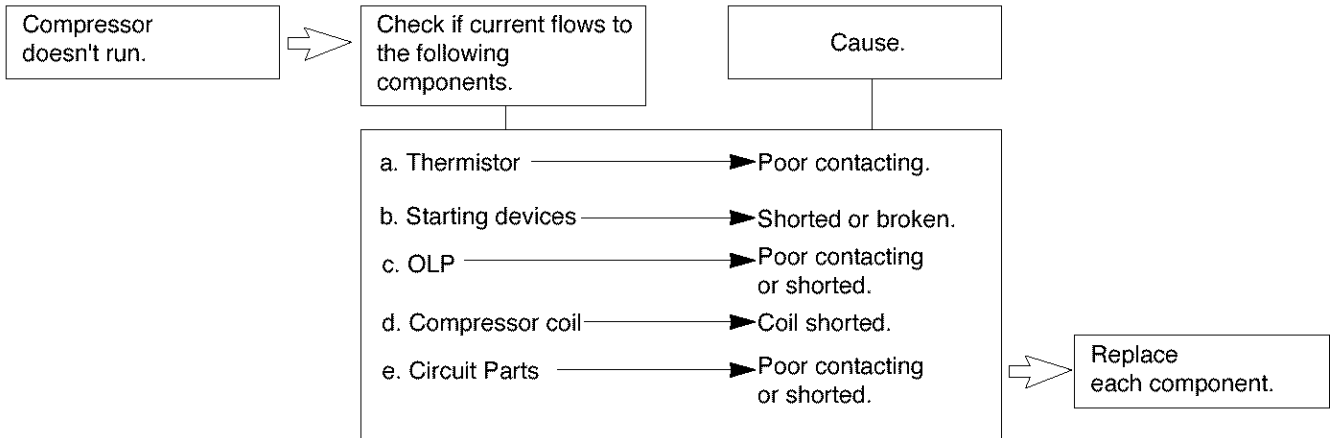 Compressor
doesn't run.
Check if current flows to
the following
components.
Cause.
a. Thermistor
Poor contacting.
b. Starting devices
Shorted or broken.
c. OLP
Poor contacting
or shorted.
d. Compressor coil
Coil shorted.
e. Circuit Parts
Poor contacting
or shorted.
Replace
each component.